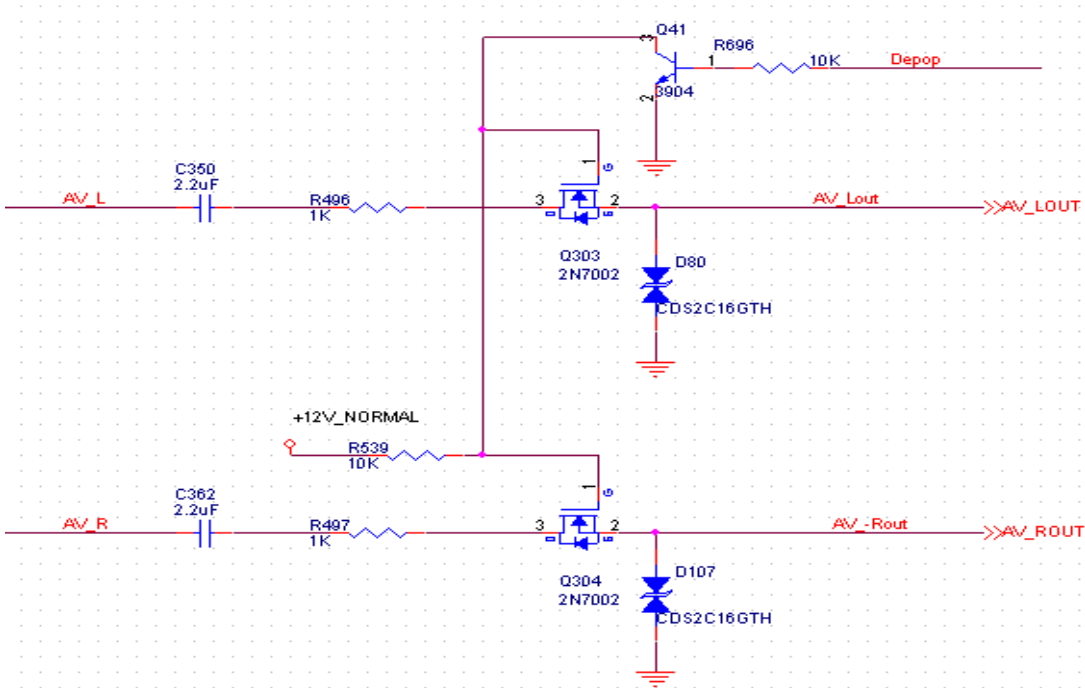 Q41
3
R696
1
10K
Depop
2
3904
C350
2.2uF
1
G
AV_L
R496
1K
3
2
D
S
AV_Lout
AV_LOUT
Q303
2N7002
D80
CDS2C16GTH
+12V_NORMAL
R539
10K
C362
2.2uF
1
G
AV_R
R497
1K
3
2
D
S
AV_-Rout
AV_ROUT
Q304
2N7002
D107
CDS2C16GTH